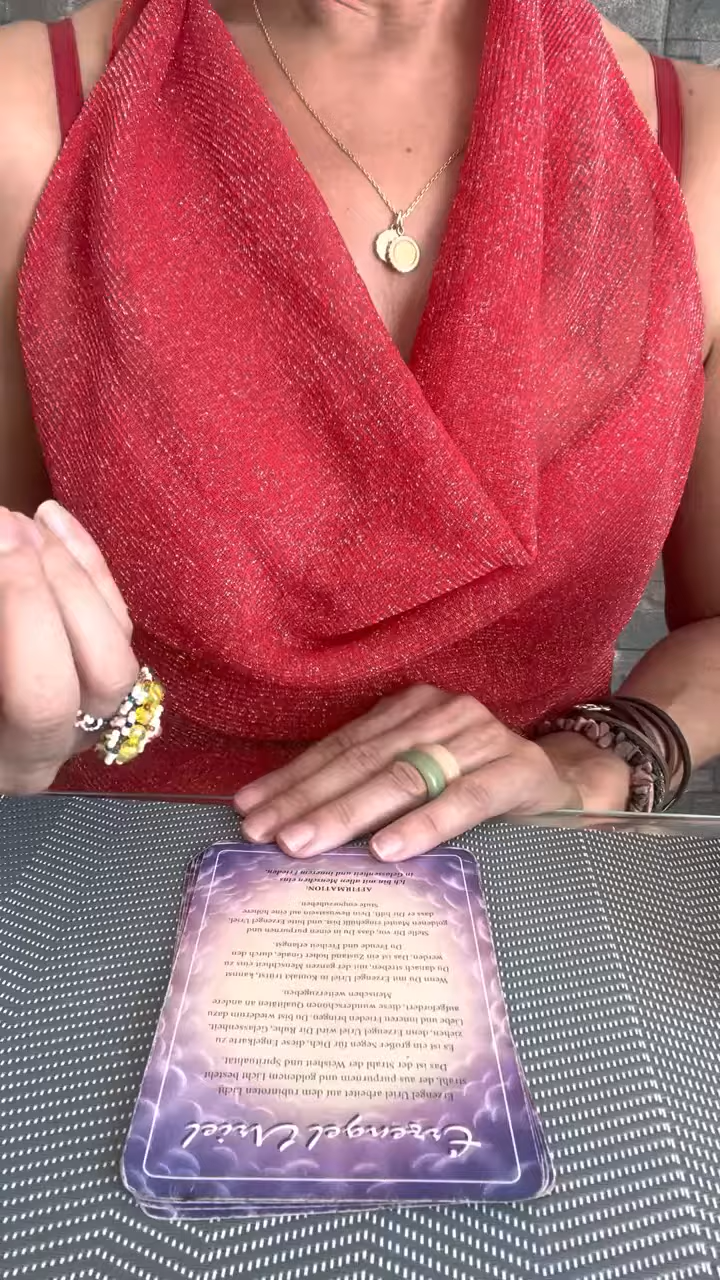 Erzengel Uriel
Erzengel Uriel arbeitet auf dem rubinroten Licht
strahl, der aus purpurnem und goldenem Licht besteht
Das ist der Strahl der Weisheit und Spiritualität.
Es ist ein großer Segen für Dich, diese Engelkarte zu
ziehen, denn Erzengel Uriel wird Dir Ruhe, Gelassenheit,
Liebe und inneren Frieden bringen. Du bist wiederum dazu
aufgefordert, diese wunderschönen Qualitäten an andere
Menschen weiterzugeben.
Wenn Du mit Erzengel Uriel in Kontakt trittst, kannst
Du danach streben, mit der ganzen Menschheit eins zu
werden. Das ist ein Zustand voller Gnade, durch den
Du Freude und Freiheit erlangst.
Stelle Dir vor, dass Du in einen purpurnen und
goldenen Mantel eingehüllt bist, und bitte Erzengel Uriel,
dass er Dir hilft, Dein Bewusstsein auf eine höhere
Stufe emporzuheben.
AFFIRMATION:
Ich bin mit allen Menschen eins
in Gelassenheit und innerem Frieden.